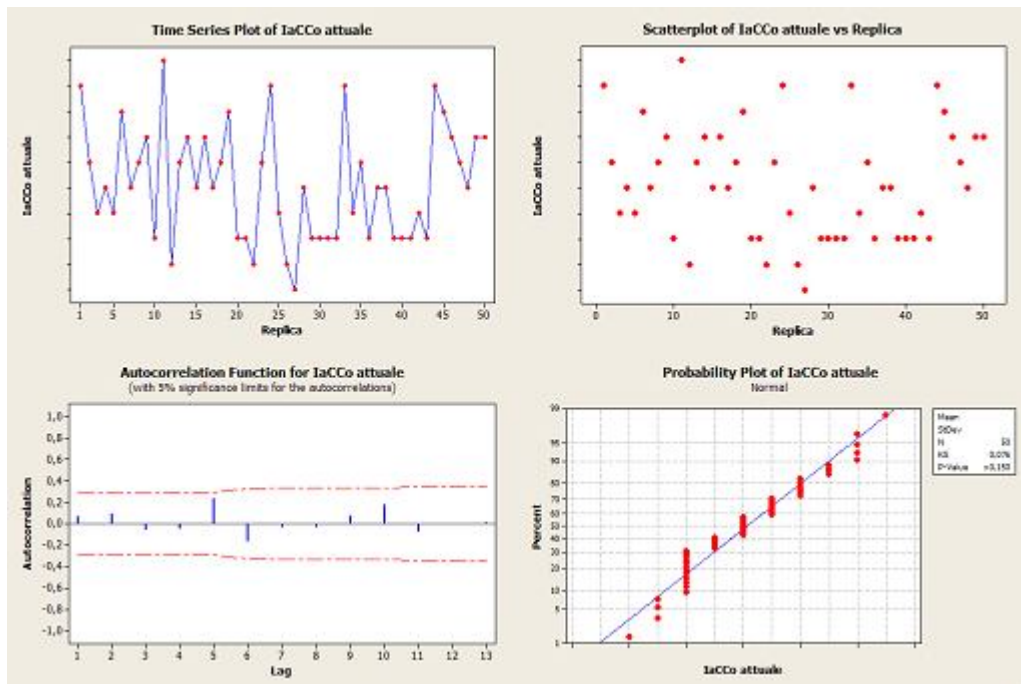 Time Series Plot of IaCCo attuale
IaCCo attuale
1 5 10 15 20 25 30 35 40 45 50
Replica
Scatterplot of IaCCo attuale vs Replica
IaCCo attuale
0 10 20 30 40 50
Replica
Autocorrelation Function for IaCCo attuale
(with 5% significance limits for the autocorrelations)
Autocorrelation
1,0
0,8
0,6
0,4
0,2
0,0
-0,2
-0,4
-0,6
-0,8
-1,0
1 2 3 4 5 6 7 8 9 10 11 12 13
Lag
Probability Plot of IaCCo attuale
Normal
Percent
99
95
90
80
70
60
50
40
30
20
10
5
1
IaCCo attuale
Mean
StDev
N 50
KS 0,076
P-Value >0,150